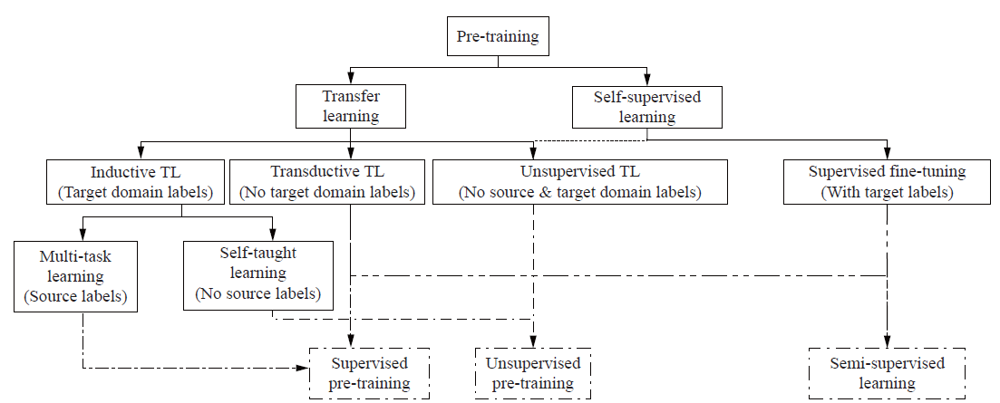 Pre-training
Transfer
learning
Self-supervised
learning
Inductive TL
(Target domain labels)
Transductive TL
(No target domain labels)
Unsupervised TL
(No source & target domain labels)
Supervised fine-tuning
(With target labels)
Multi-task
learning
(Source labels)
Self-taught
learning
(No source labels)
Supervised
pre-training
Unsupervised
pre-training
Semi-supervised
learning